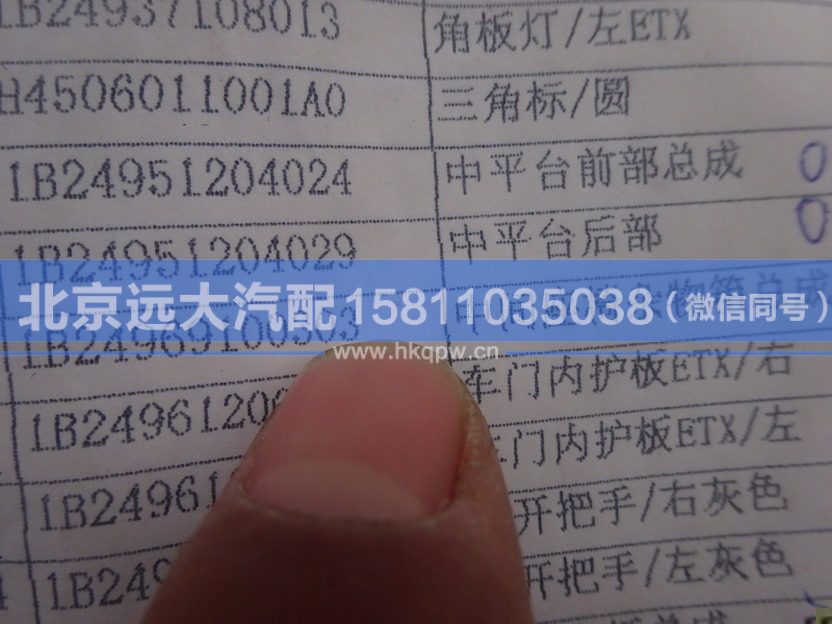 1B24937108013 角板灯/左ETX
H4506011001A0 三角标/圆
1B24951204024 中平台前部总成 0
1B24951204029 中平台后部 0
北京远大汽配15811035038(微信同号)
1B24969100303
www.hkqpw.cn
车门内护板ETX/右
1B2496120 门内护板ETX/左
1B24961 开把手/右灰色
1B249 开把手/左灰色